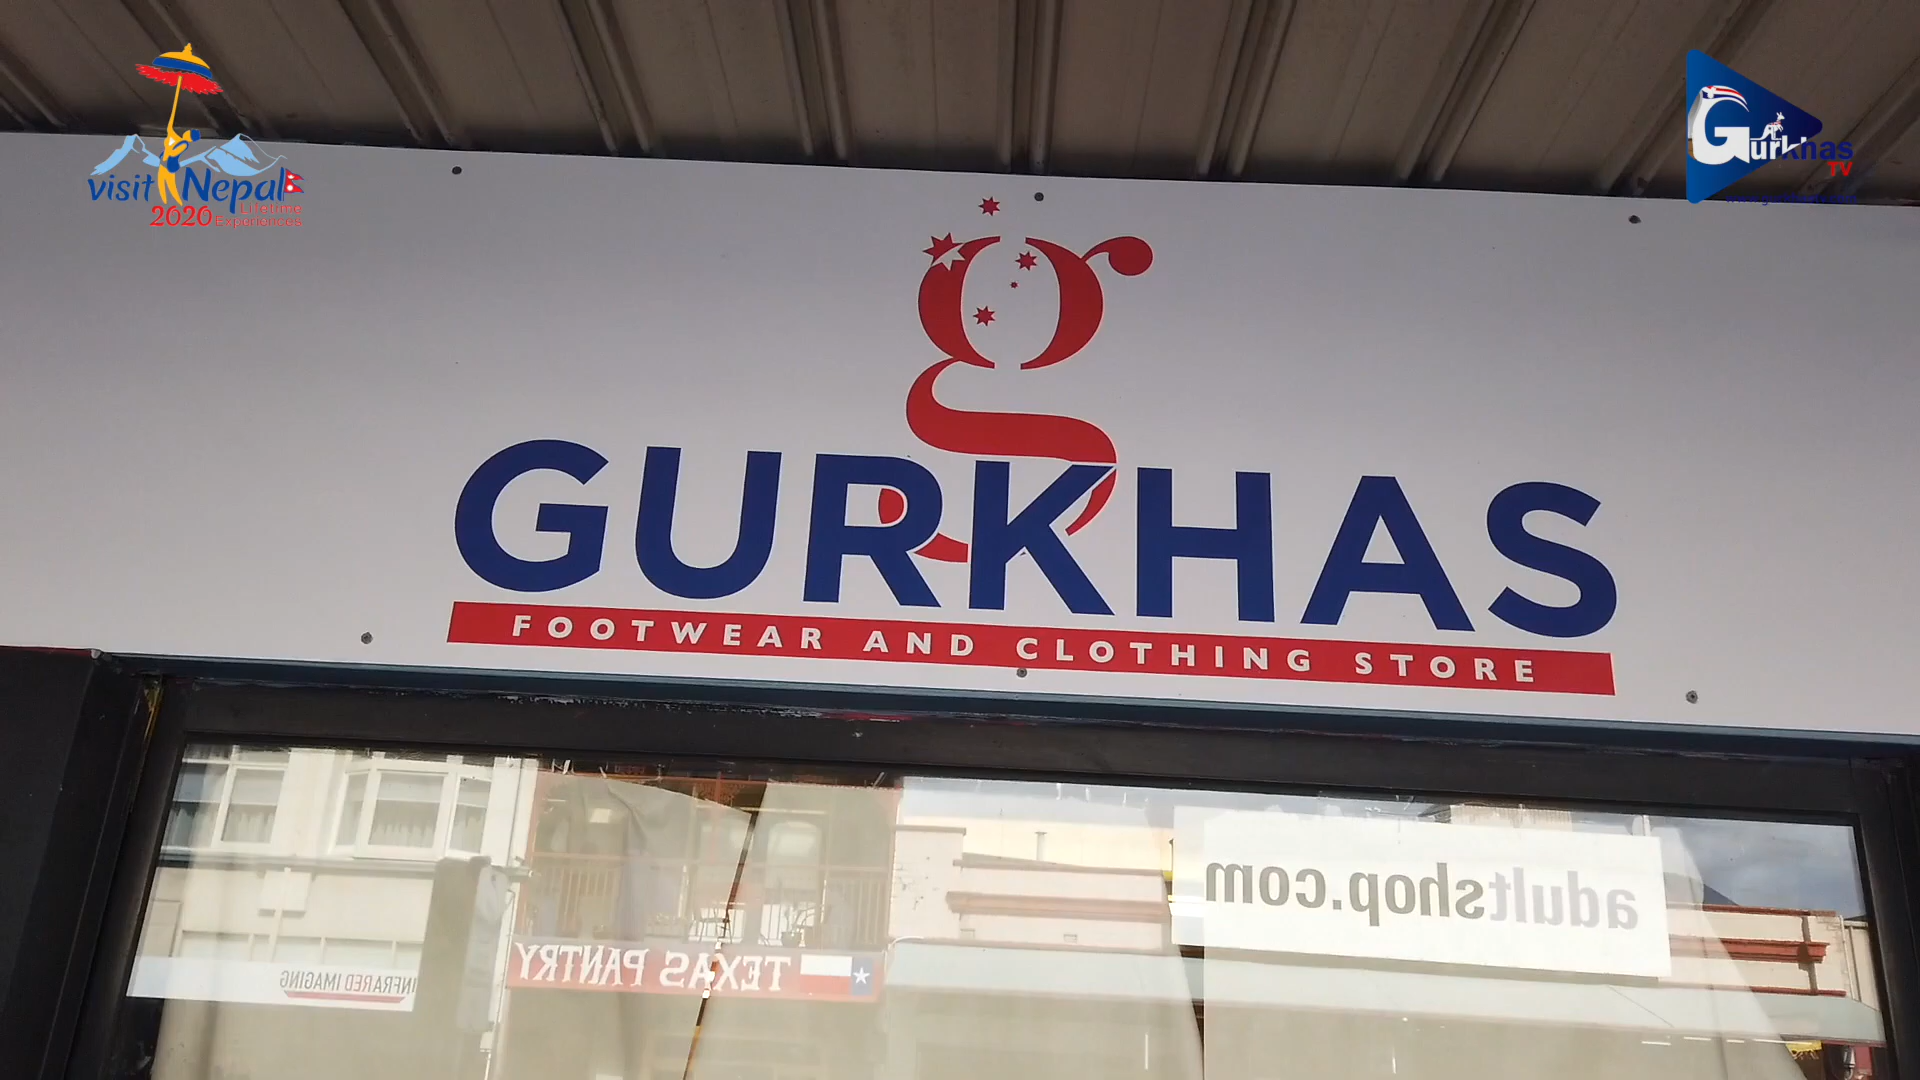 visit Nepal
2020 Lifetime
Experiences
Gurkhas
TV
GURKHAS
FOOTWEAR AND CLOTHING STORE
adultshop.com
TEXAS PANTRY
INFRARED IMAGING